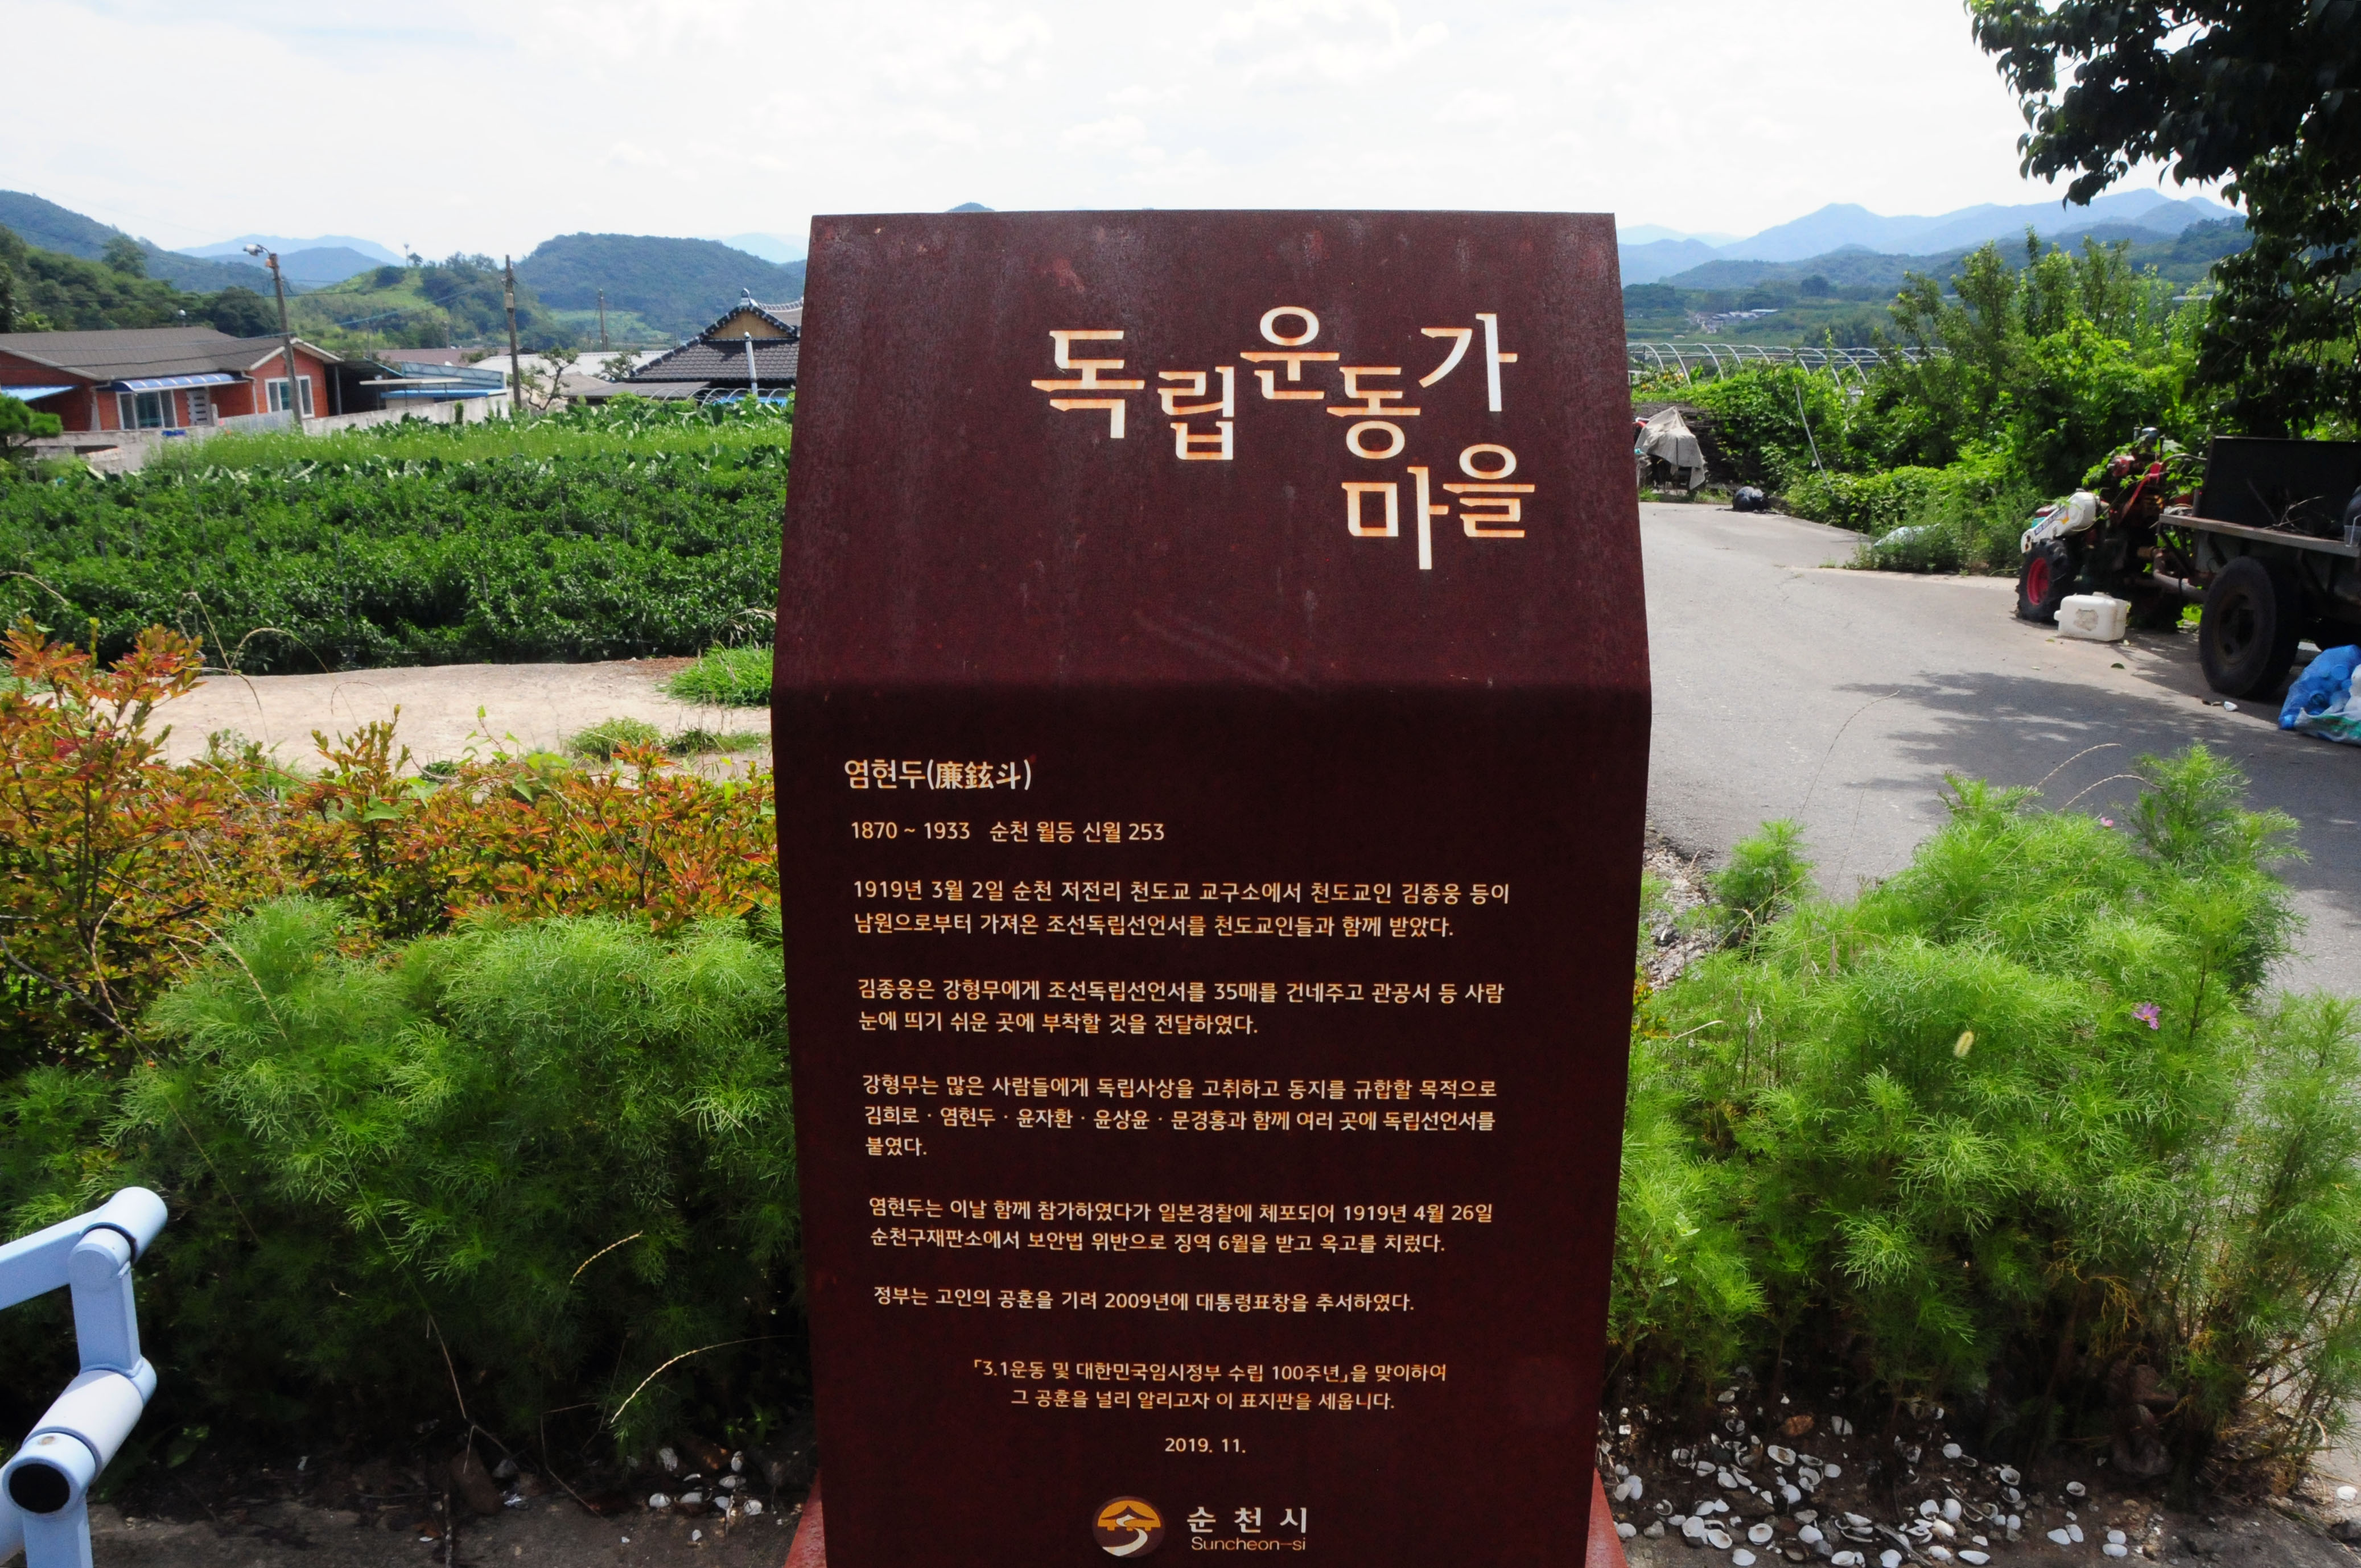 독립운동가
마을
염현두(廉鉉斗)
1870 ~ 1933 순천 월등 신월 253
1919년 3월 2일 순천 저전리 천도교 교구소에서 천도교인 김종웅 등이
남원으로부터 가져온 조선독립선언서를 천도교인들과 함께 받았다.
김종웅은 강형무에게 조선독립선언서를 35매를 건네주고 관공서 등 사람
눈에 띄기 쉬운 곳에 부착할 것을 전달하였다.
강형무는 많은 사람들에게 독립사상을 고취하고 동지를 규합할 목적으로
김희로 · 염현두 · 윤자환 · 윤상윤 · 문경홍과 함께 여러 곳에 독립선언서를
붙였다.
염현두는 이날 함께 참가하였다가 일본경찰에 체포되어 1919년 4월 26일
순천구재판소에서 보안법 위반으로 징역 6월을 받고 옥고를 치렀다.
정부는 고인의 공훈을 기려 2009년에 대통령표창을 추서하였다.
「3.1운동 및 대한민국임시정부 수립 100주년」을 맞이하여
그 공훈을 널리 알리고자 이 표지판을 세웁니다.
2019. 11.
순천시
Suncheon-si